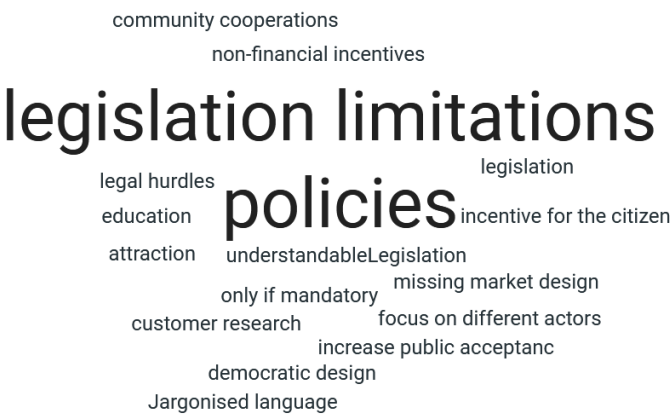 community cooperations
non-financial incentives
legislation limitations
legislation
legal hurdles
policies
education
incentive for the citizen
attraction
understandableLegislation
missing market design
only if mandatory
focus on different actors
customer research
increase public acceptanc
democratic design
Jargonised language